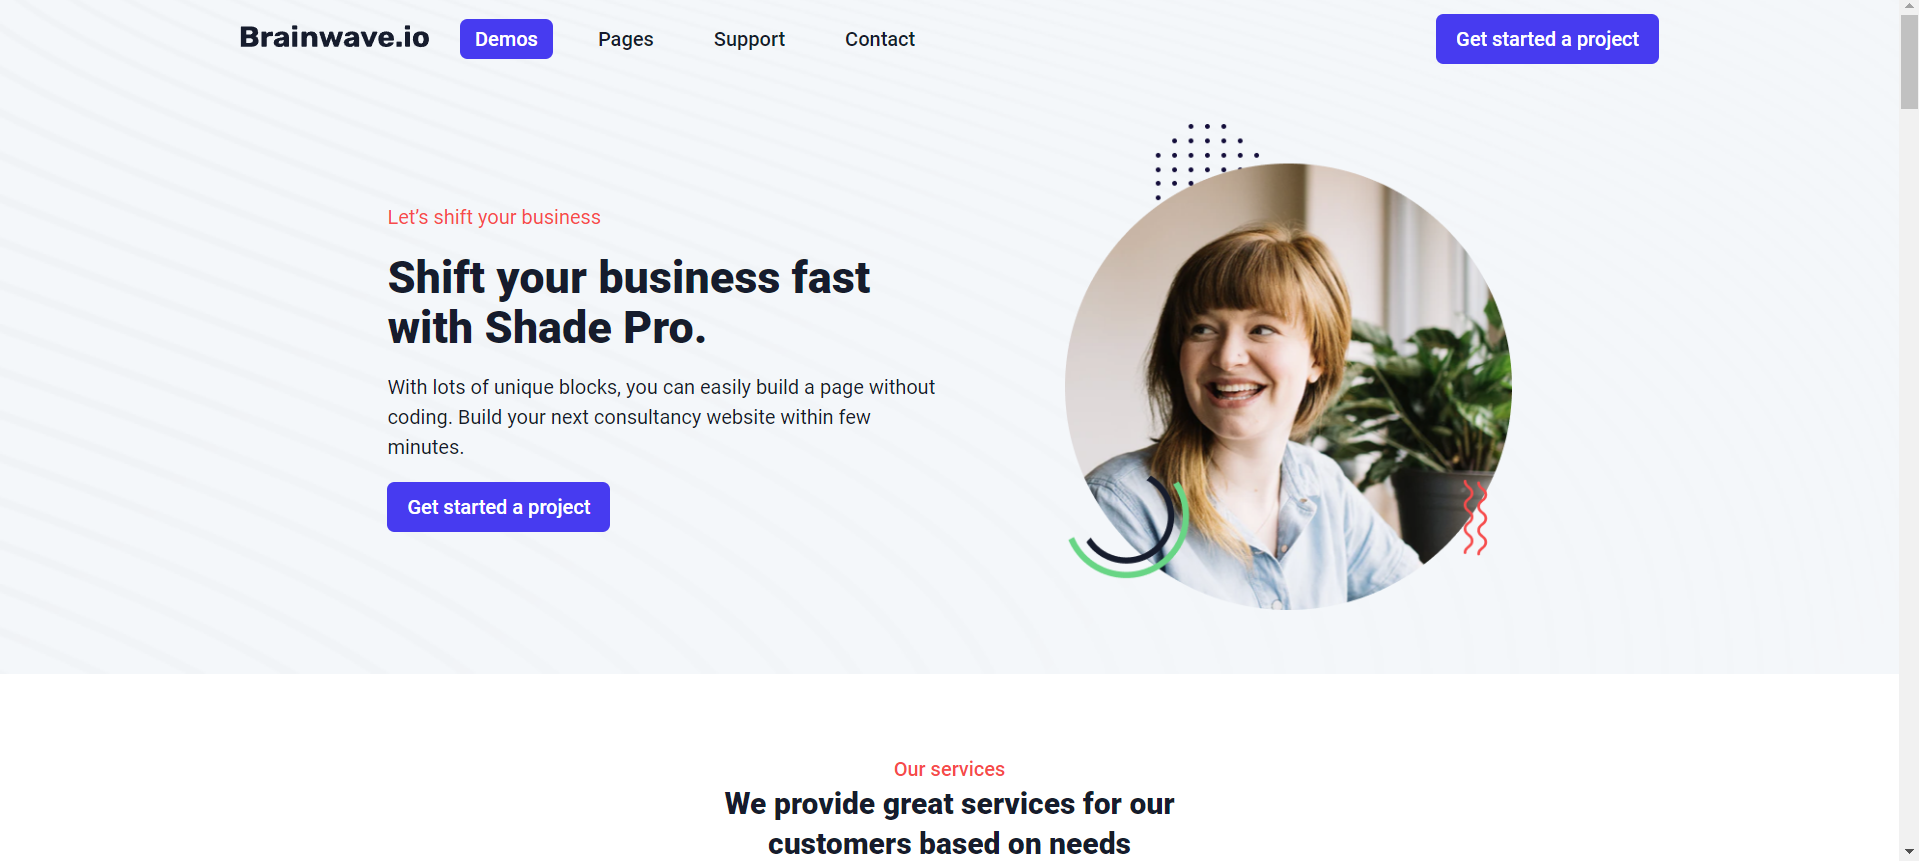 Brainwave.io
Demos
Pages
Support
Contact
Get started a project
Let’s shift your business
Shift your business fast
with Shade Pro.
With lots of unique blocks, you can easily build a page without
coding. Build your next consultancy website within few
minutes.
Get started a project
Our services
We provide great services for our
customers based on needs